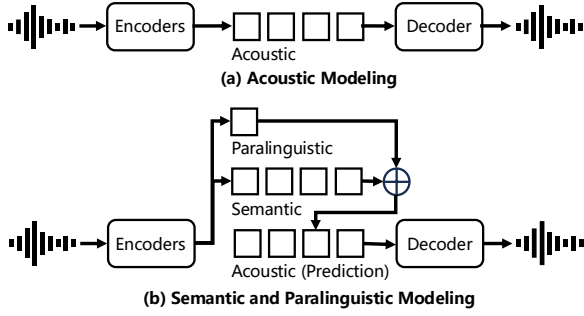 Encoders
Decoder
Acoustic
(a) Acoustic Modeling
Paralinguistic
Semantic
Encoders
Decoder
Acoustic (Prediction)
(b) Semantic and Paralinguistic Modeling